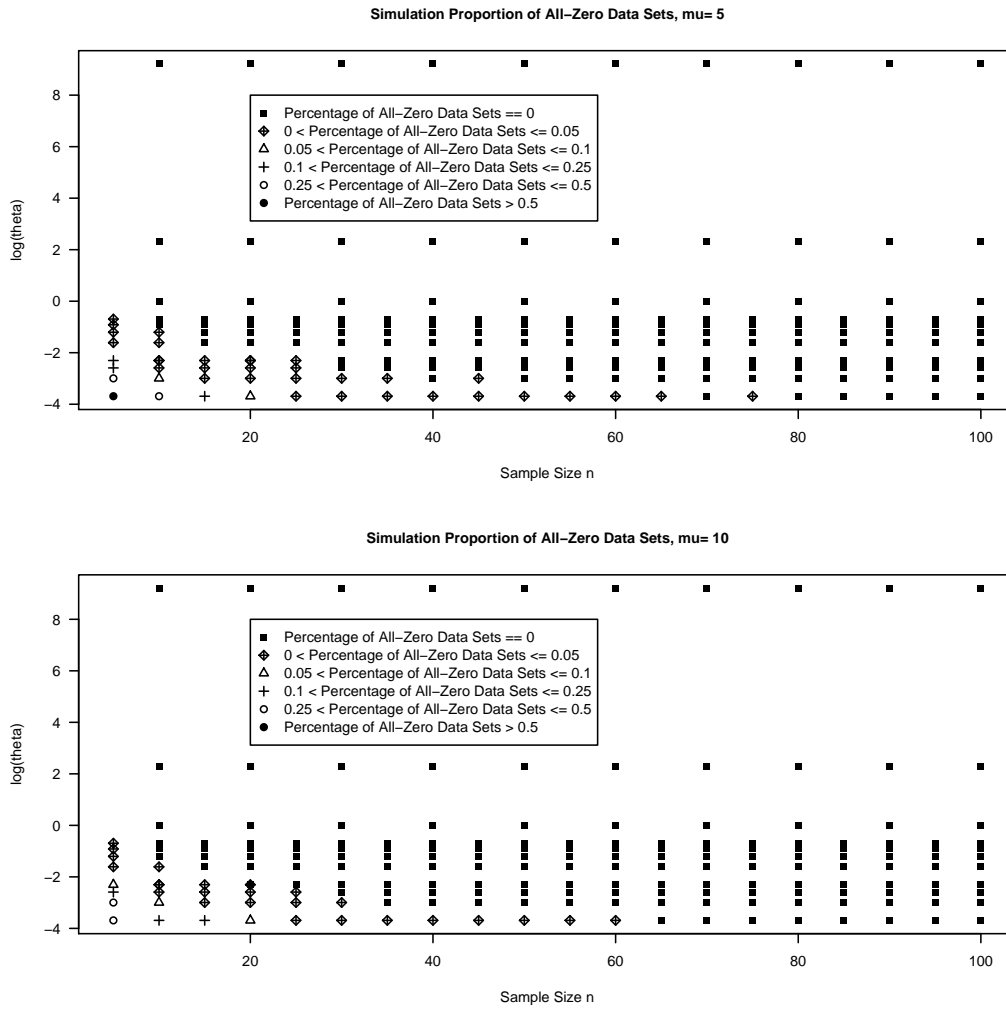 Simulation Proportion of All−Zero Data Sets, mu= 5
log(theta)
8
6
4
2
0
−2
−4
Percentage of All−Zero Data Sets == 0
0 < Percentage of All−Zero Data Sets <= 0.05
0.05 < Percentage of All−Zero Data Sets <= 0.1
0.1 < Percentage of All−Zero Data Sets <= 0.25
0.25 < Percentage of All−Zero Data Sets <= 0.5
Percentage of All−Zero Data Sets > 0.5
20 40 60 80 100
Sample Size n
Simulation Proportion of All−Zero Data Sets, mu= 10
log(theta)
8
6
4
2
0
−2
−4
Percentage of All−Zero Data Sets == 0
0 < Percentage of All−Zero Data Sets <= 0.05
0.05 < Percentage of All−Zero Data Sets <= 0.1
0.1 < Percentage of All−Zero Data Sets <= 0.25
0.25 < Percentage of All−Zero Data Sets <= 0.5
Percentage of All−Zero Data Sets > 0.5
20 40 60 80 100
Sample Size n